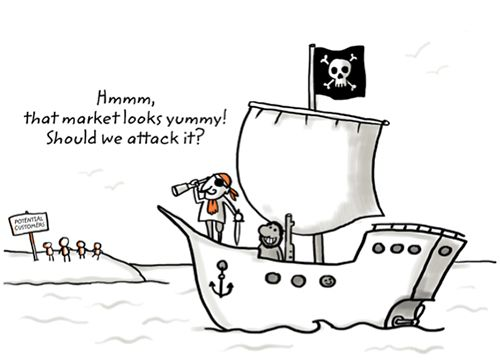 Hmmm,
that market looks yummy!
Should we attack it?
POTENTIAL
CUSTOMERS